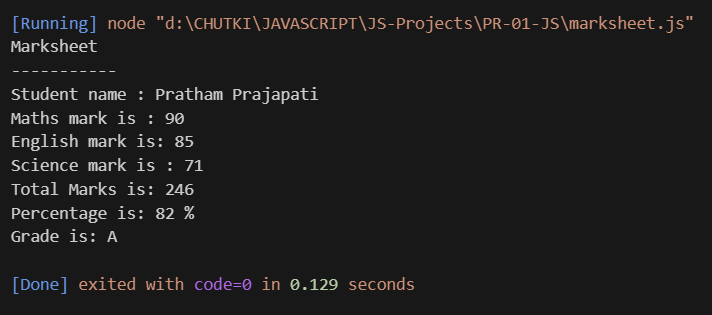 [Running] node "d:\CHUTKI\JAVASCRIPT\JS-Projects\PR-01-JS\marksheet.js"
Marksheet
-----------
Student name : Pratham Prajapati
Maths mark is : 90
English mark is: 85
Science mark is : 71
Total Marks is: 246
Percentage is: 82 %
Grade is: A
[Done] exited with code=0 in 0.129 seconds